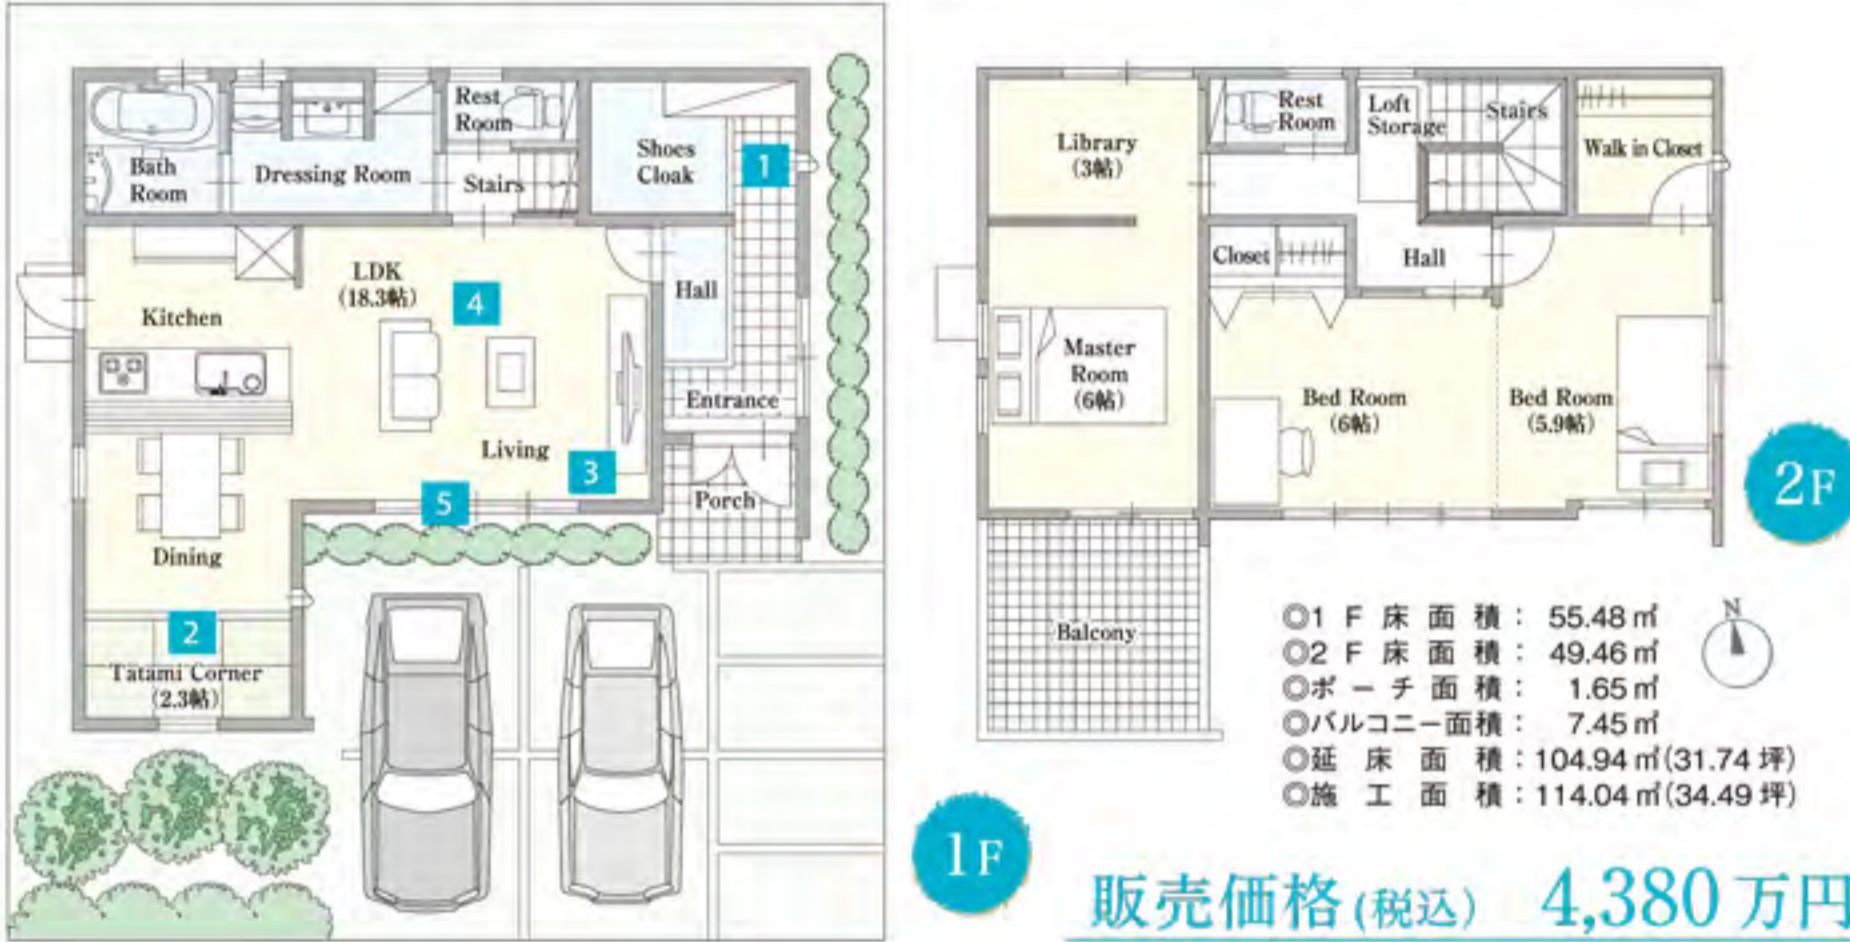 Bath
Room
Dressing Room
Rest
Room
Stairs
Shoes
Cloak
1
LDK
(18.3帖)
4
Kitchen
Hall
Living
3
5
Entrance
Porch
Dining
2
Tatami Corner
(2.3帖)
1F
Library
(3帖)
Rest
Room
Loft
Storage
Stairs
Walk in Closet
Closet
Hall
Master
Room
(6帖)
Bed Room
(6帖)
Bed Room
(5.9帖)
Balcony
2F
N
◎1F床面積:55.48㎡
◎2F床面積:49.46㎡
◎ポーチ面積:1.65㎡
◎バルコニー面積:7.45㎡
◎延床面積:104.94㎡(31.74坪)
◎施工面積:114.04㎡(34.49坪)
販売価格(税込) 4,380万円